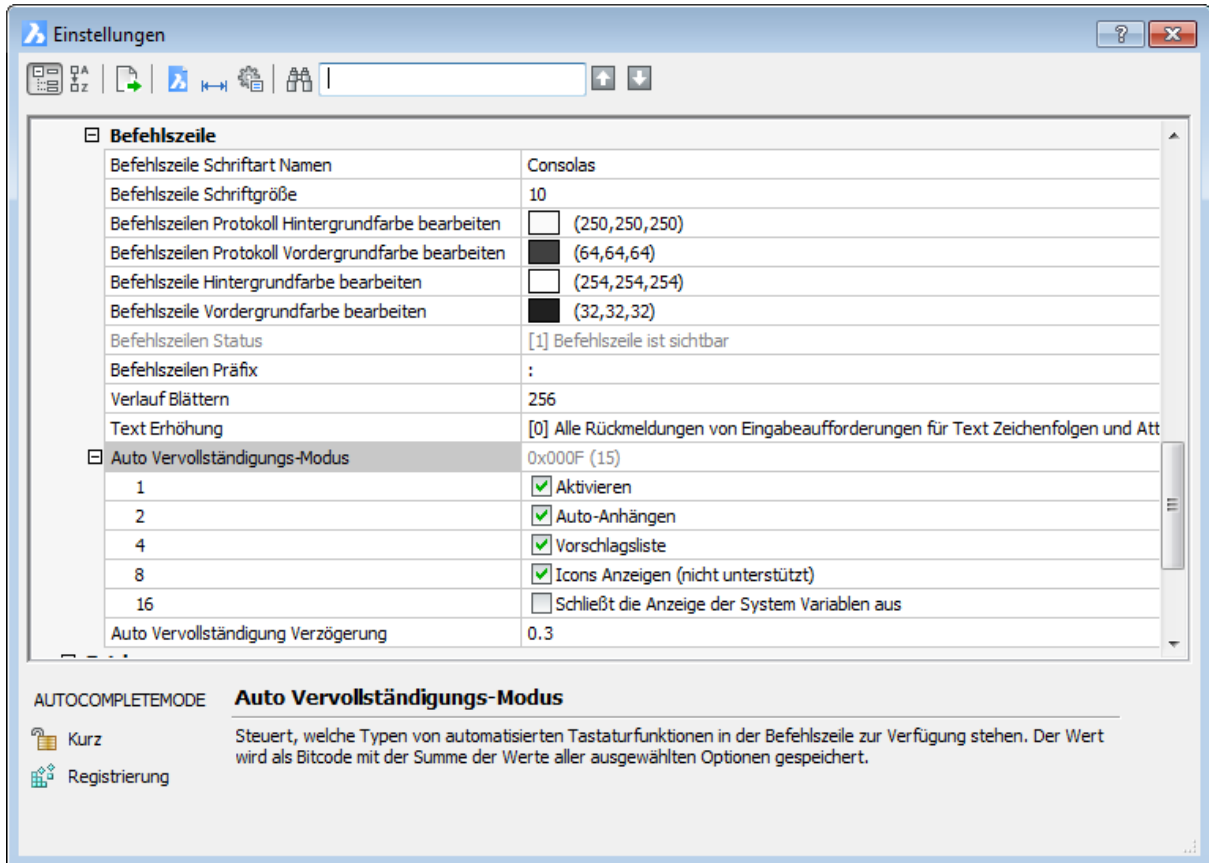 Einstellungen
Befehlszeile
Befehlszeile Schriftart Namen Consolas
Befehlszeile Schriftgröße 10
Befehlszeilen Protokoll Hintergrundfarbe bearbeiten (250,250,250)
Befehlszeilen Protokoll Vordergrundfarbe bearbeiten (64,64,64)
Befehlszeile Hintergrundfarbe bearbeiten (254,254,254)
Befehlszeile Vordergrundfarbe bearbeiten (32,32,32)
Befehlszeilen Status [1] Befehlszeile ist sichtbar
Befehlszeilen Präfix :
Verlauf Blättern 256
Text Erhöhung [0] Alle Rückmeldungen von Eingabeaufforderungen für Text Zeichenfolgen und Att
Auto Vervollständigungs-Modus 0x000F (15)
1 Aktivieren
2 Auto-Anhängen
4 Vorschlagsliste
8 Icons Anzeigen (nicht unterstützt)
16 Schließt die Anzeige der System Variablen aus
Auto Vervollständigung Verzögerung 0.3
AUTOCOMPLETEMODE Auto Vervollständigungs-Modus
Kurz Steuert, welche Typen von automatisierten Tastaturfunktionen in der Befehlszeile zur Verfügung stehen. Der Wert
wird als Bitcode mit der Summe der Werte aller ausgewählten Optionen gespeichert.
Registrierung